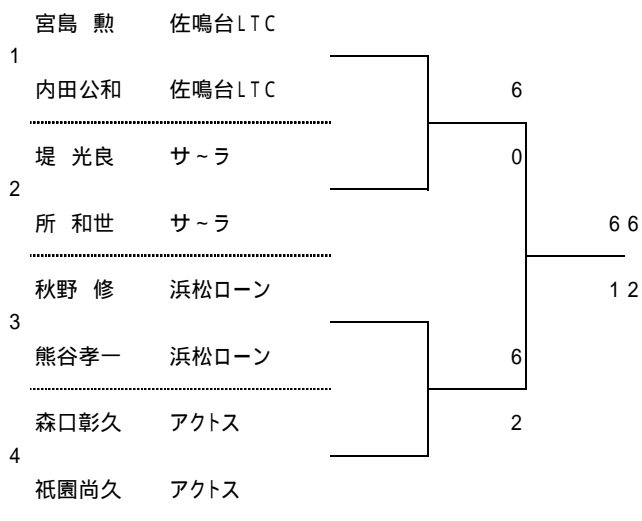 宮島 勲 佐鳴台LTC
1
内田公和 佐鳴台LTC 6
堤 光良 サ~ラ 0
2
所 和世 サ~ラ 6 6
秋野 修 浜松ローン 1 2
3
熊谷孝一 浜松ローン 6
森口彰久 アクトス 2
4
祇園尚久 アクトス